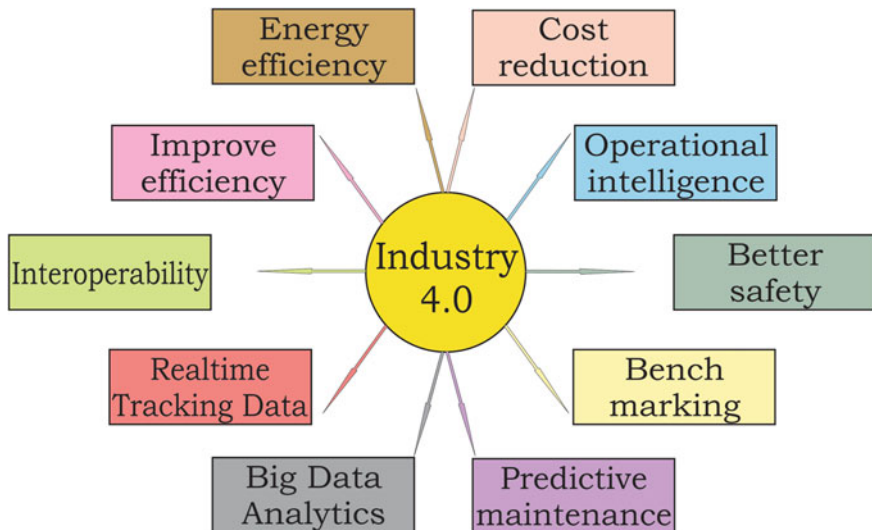 Energy
efficiency
Cost
reduction
Improve
efficiency
Operational
intelligence
Interoperability
Industry
4.0
Better
safety
Realtime
Tracking Data
Bench
marking
Big Data
Analytics
Predictive
maintenance